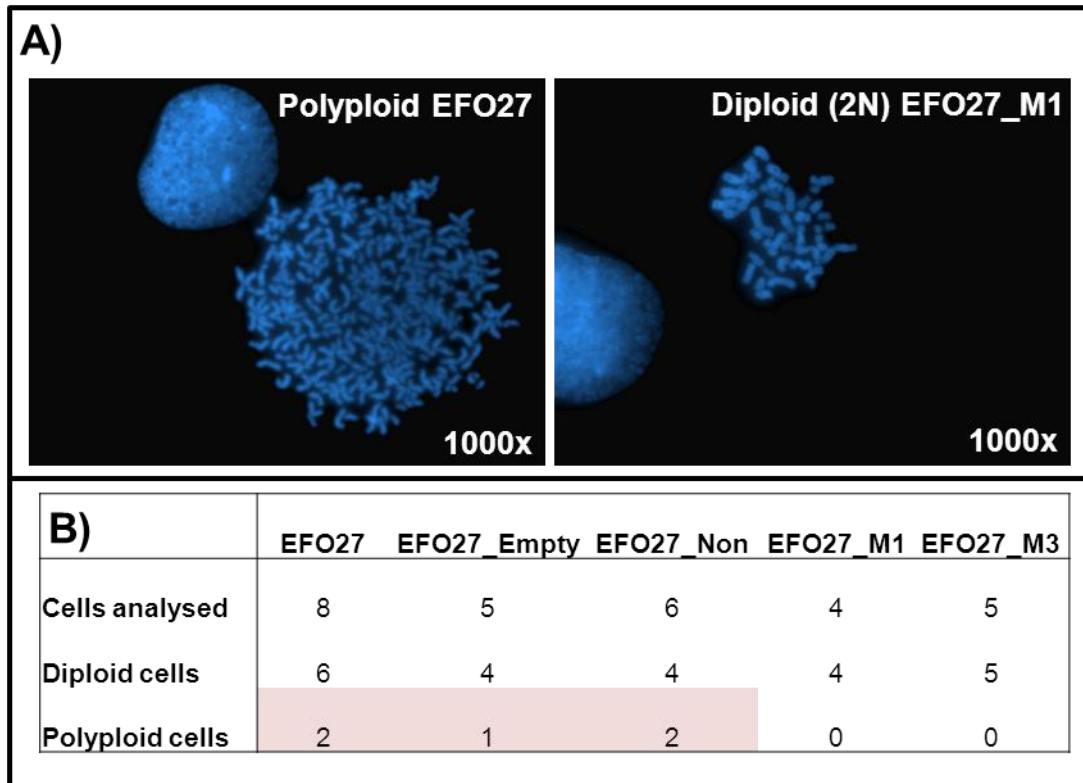 A)
Polyploid EFO27
1000x
Diploid (2N) EFO27_M1
1000x
B)
EFO27 EFO27_Empty EFO27_Non EFO27_M1 EFO27_M3
Cells analysed 8 5 6 4 5
Diploid cells 6 4 4 4 5
Polyploid cells 2 1 2 0 0